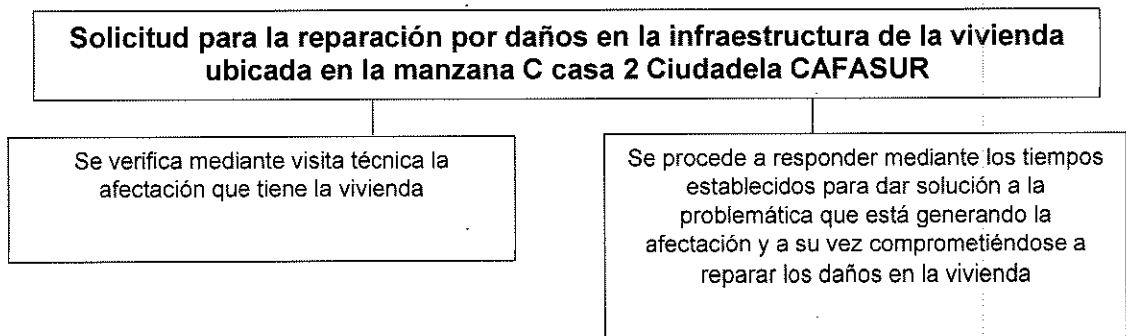 Solicitud para la reparación por daños en la infraestructura de la vivienda
ubicada en la manzana C casa 2 Ciudadela CAFASUR
Se verifica mediante visita técnica la
afectación que tiene la vivienda
Se procede a responder mediante los tiempos
establecidos para dar solución a la
problemática que está generando la
afectación y a su vez comprometiéndose a
reparar los daños en la vivienda